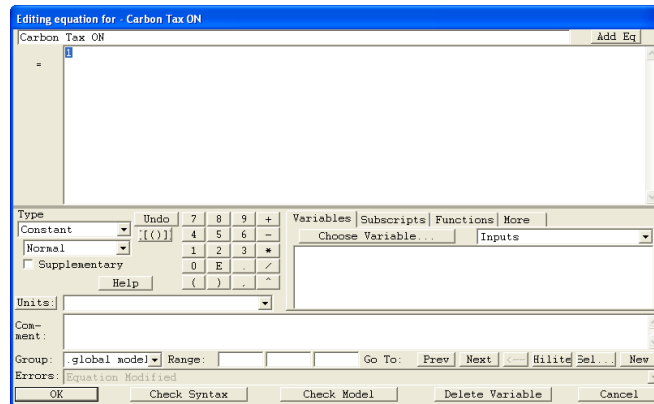 Editing equation for - Carbon Tax ON
Carbon Tax ON Add Eq
= 1
Type Undo 7 8 9 + Variables Subscripts Functions More
Constant [()] 4 5 6 - Choose Variable... Inputs
Normal 1 2 3 *
Supplementary 0 E . /
Help ( ) , ^
Units:
Com-
ment:
Group: .global model Range: Go To: Prev Next <-- Hilite Sel... New
Errors: Equation Modified
OK Check Syntax Check Model Delete Variable Cancel